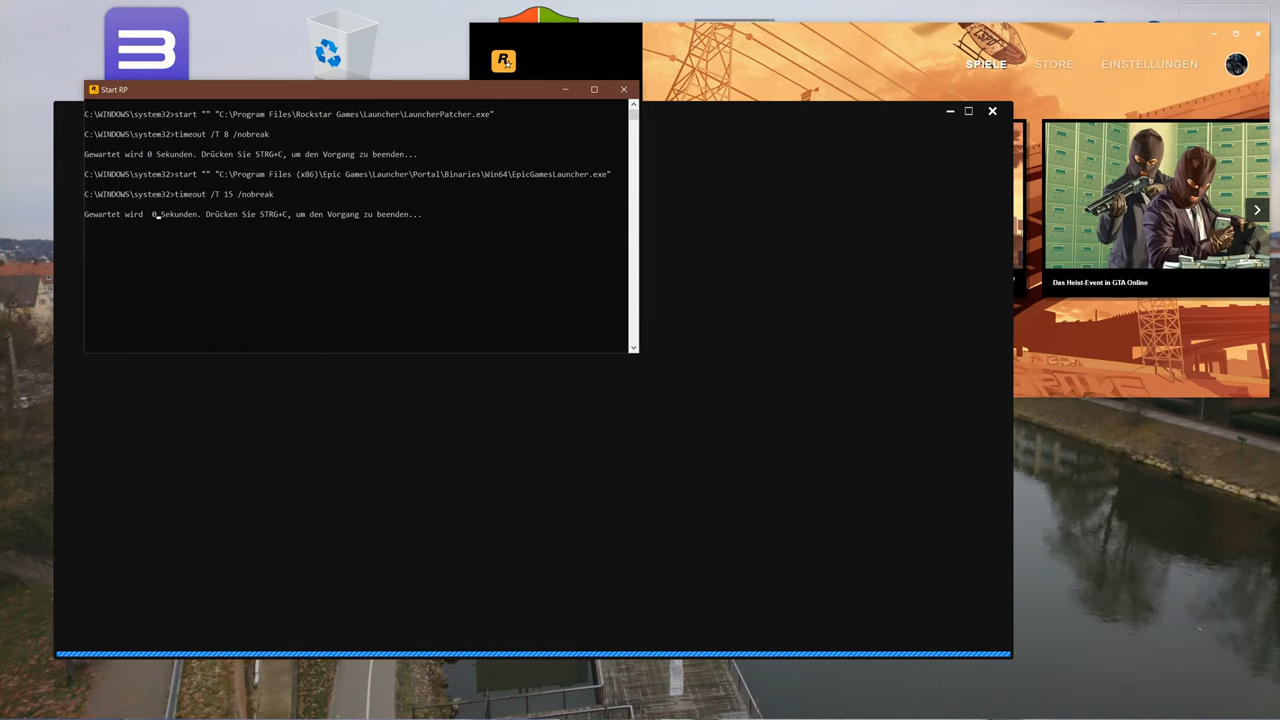 SPIELE
STORE
EINSTELLUNGEN
Start RP
C:\WINDOWS\system32>start "" "C:\Program Files\Rockstar Games\Launcher\LauncherPatcher.exe"
C:\WINDOWS\system32>timeout /T 8 /nobreak
Gewartet wird 0 Sekunden. Drücken Sie STRG+C, um den Vorgang zu beenden...
C:\WINDOWS\system32>start "" "C:\Program Files (x86)\Epic Games\Launcher\Portal\Binaries\Win64\EpicGamesLauncher.exe"
C:\WINDOWS\system32>timeout /T 15 /nobreak
Gewartet wird  0 Sekunden. Drücken Sie STRG+C, um den Vorgang zu beenden...
Das Heist-Event in GTA Online